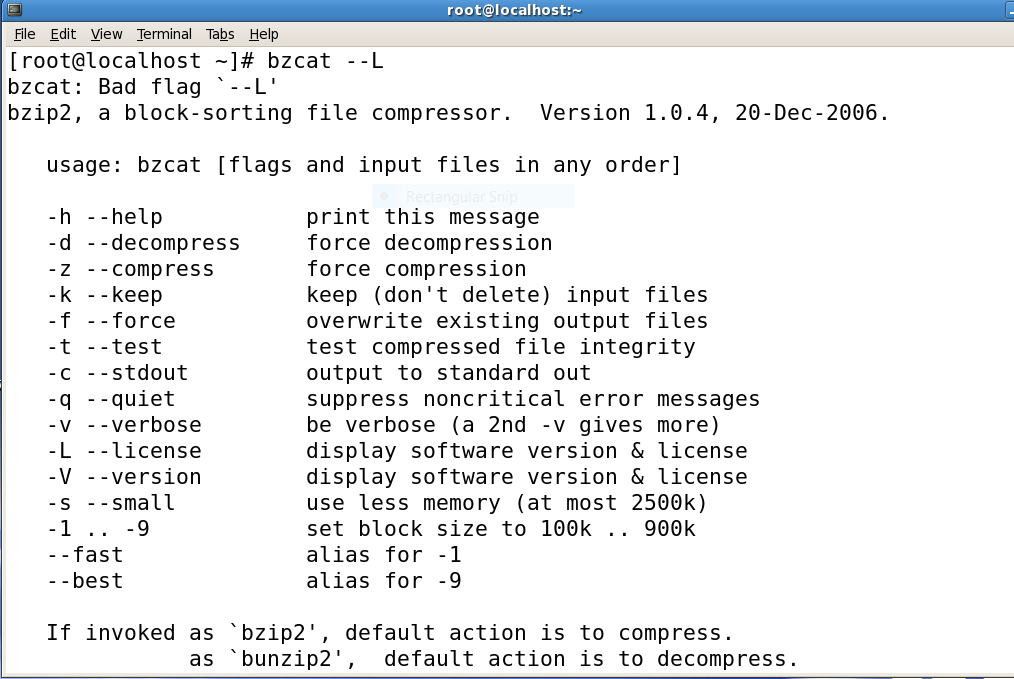 root@localhost:~
File Edit View Terminal Tabs Help
[root@localhost ~]# bzcat --L
bzcat: Bad flag `--L'
bzip2, a block-sorting file compressor.  Version 1.0.4, 20-Dec-2006.
usage: bzcat [flags and input files in any order]
Rectangular Snip
-h --help           print this message
-d --decompress     force decompression
-z --compress       force compression
-k --keep           keep (don't delete) input files
-f --force          overwrite existing output files
-t --test           test compressed file integrity
-c --stdout         output to standard out
-q --quiet          suppress noncritical error messages
-v --verbose        be verbose (a 2nd -v gives more)
-L --license        display software version & license
-V --version        display software version & license
-s --small          use less memory (at most 2500k)
-1 .. -9            set block size to 100k .. 900k
--fast              alias for -1
--best              alias for -9
If invoked as `bzip2', default action is to compress.
as `bunzip2',  default action is to decompress.